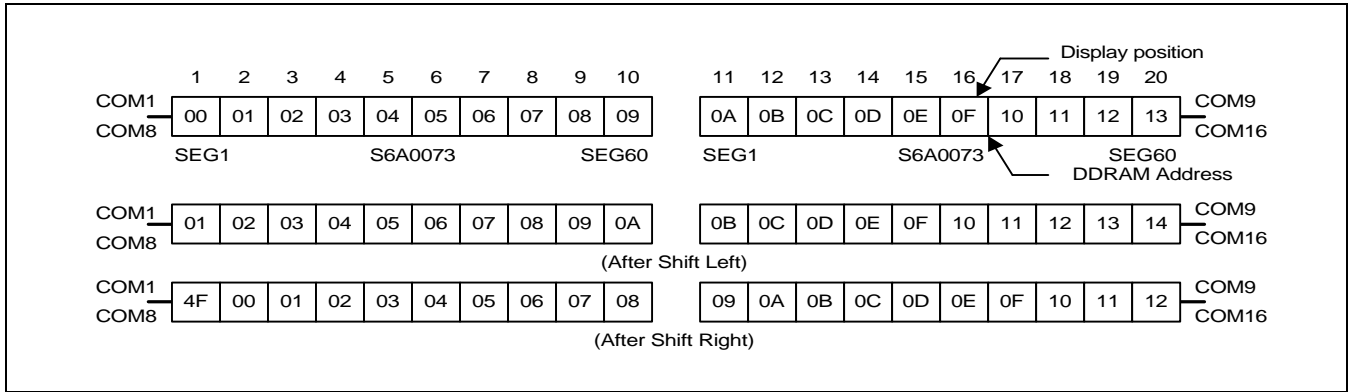 Display position
1 2 3 4 5 6 7 8 9 10 11 12 13 14 15 16 17 18 19 20
COM1 COM9
00 01 02 03 04 05 06 07 08 09 0A 0B 0C 0D 0E 0F 10 11 12 13
COM8 COM16
SEG1 S6A0073 SEG60 SEG1 S6A0073 SEG60
DDRAM Address
COM1 COM9
01 02 03 04 05 06 07 08 09 0A 0B 0C 0D 0E 0F 10 11 12 13 14
COM8 COM16
(After Shift Left)
COM1 COM9
4F 00 01 02 03 04 05 06 07 08 09 0A 0B 0C 0D 0E 0F 10 11 12
COM8 COM16
(After Shift Right)